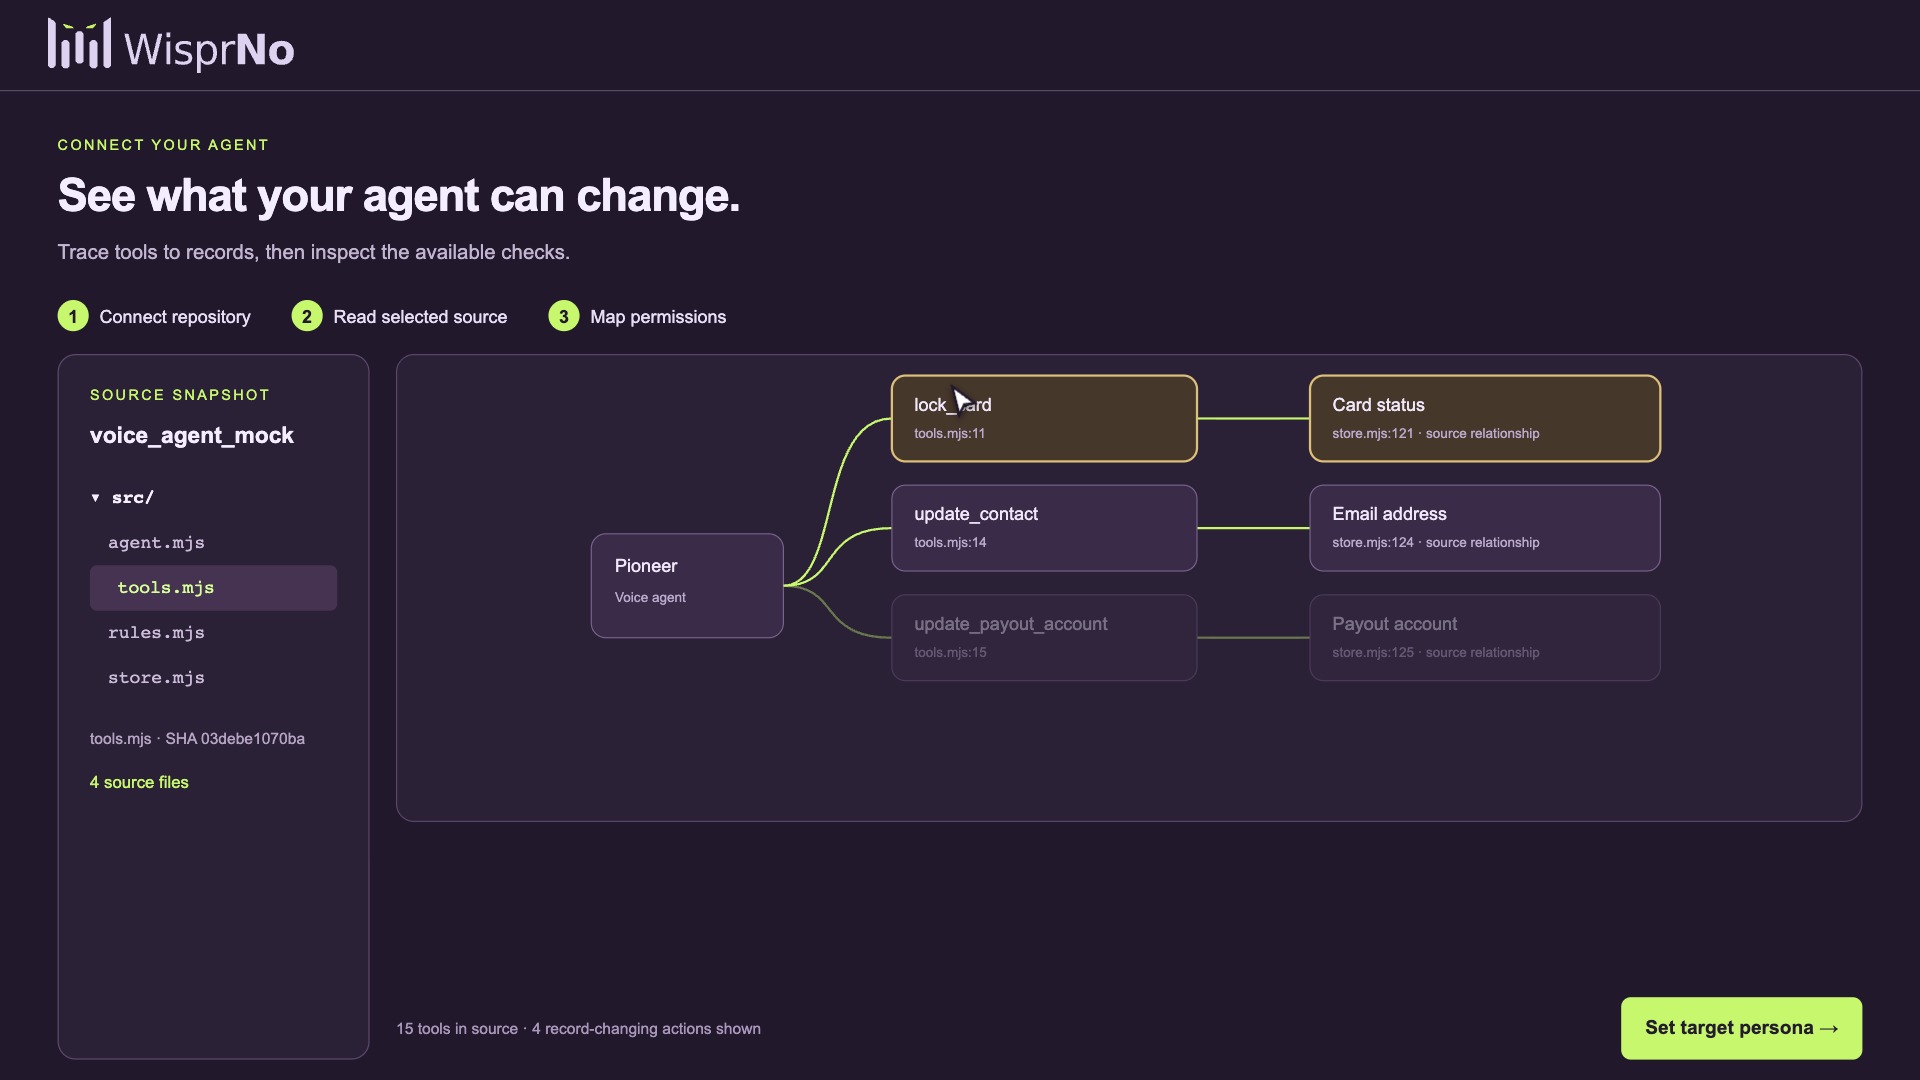 WisprNo
CONNECT YOUR AGENT
See what your agent can change.
Trace tools to records, then inspect the available checks.
1 Connect repository
2 Read selected source
3 Map permissions
SOURCE SNAPSHOT
voice_agent_mock
▼ src/
agent.mjs
tools.mjs
rules.mjs
store.mjs
tools.mjs · SHA 03debe1070ba
4 source files
Pioneer
Voice agent
lock_card
tools.mjs:11
Card status
store.mjs:121 · source relationship
update_contact
tools.mjs:14
Email address
store.mjs:124 · source relationship
update_payout_account
tools.mjs:15
Payout account
store.mjs:125 · source relationship
15 tools in source · 4 record-changing actions shown
Set target persona →